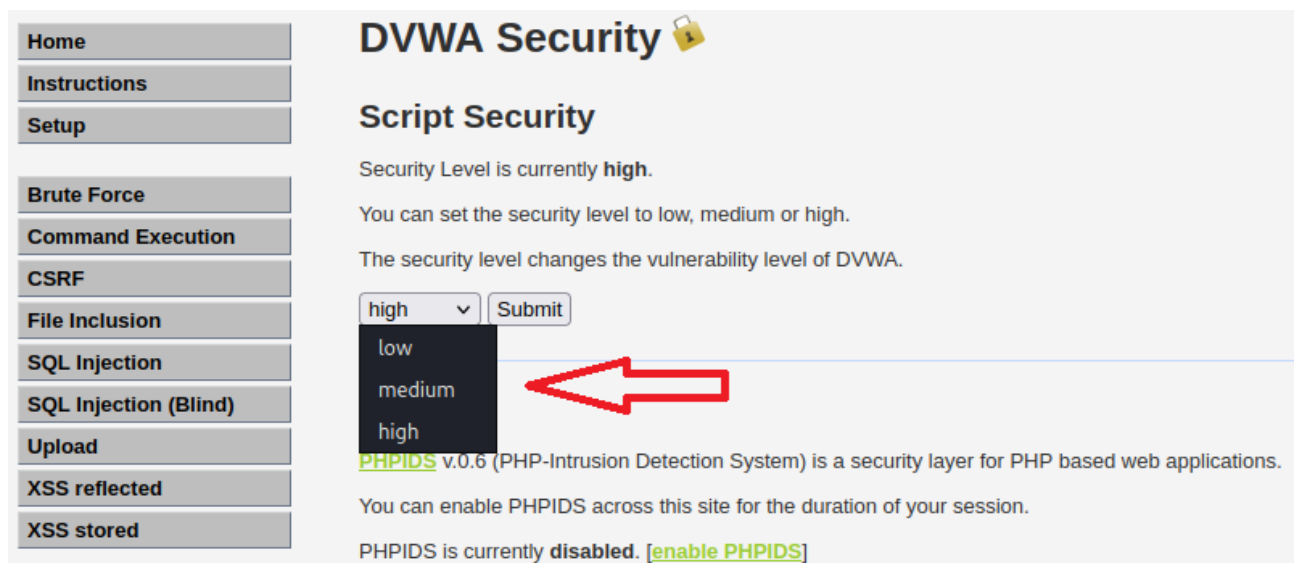 Home
Instructions
Setup
Brute Force
Command Execution
CSRF
File Inclusion
SQL Injection
SQL Injection (Blind)
Upload
XSS reflected
XSS stored
DVWA Security
Script Security
Security Level is currently high.
You can set the security level to low, medium or high.
The security level changes the vulnerability level of DVWA.
high Submit
low
medium
high
PHPIDS v.0.6 (PHP-Intrusion Detection System) is a security layer for PHP based web applications.
You can enable PHPIDS across this site for the duration of your session.
PHPIDS is currently disabled. [enable PHPIDS]